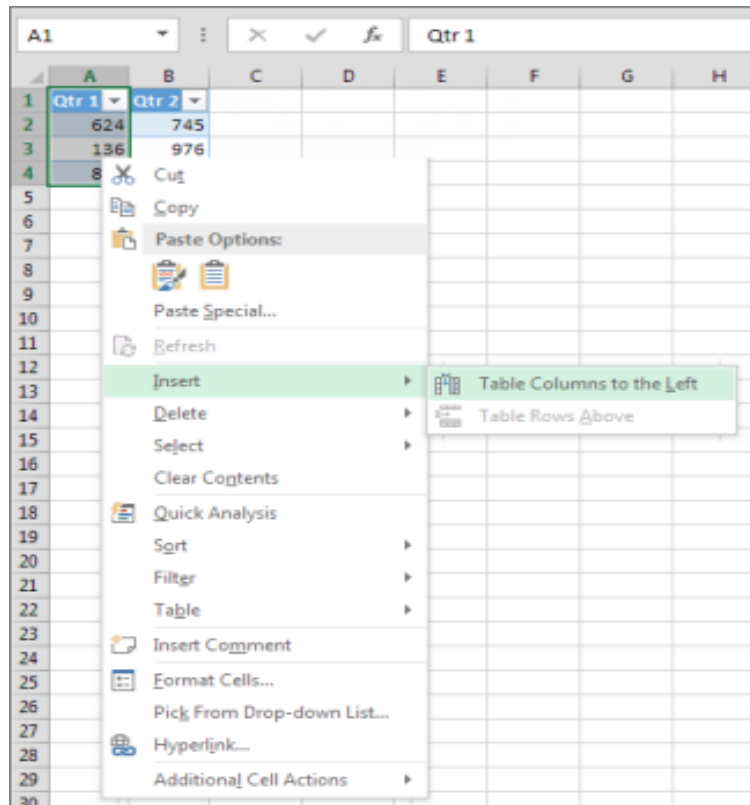 A1 fx Qtr 1
A B C D E F G H
1 Qtr 1 Qtr 2
2 624 745
3 136 976
4 8
5
6
7
8
9
10
11
12
13
14
15
16
17
18
19
20
21
22
23
24
25
26
27
28
29
30
Cut
Copy
Paste Options:
Paste Special...
Refresh
Insert
Delete
Select
Clear Contents
Quick Analysis
Sort
Filter
Table
Insert Comment
Format Cells...
Pick From Drop-down List...
Hyperlink...
Additional Cell Actions
Table Columns to the Left
Table Rows Above